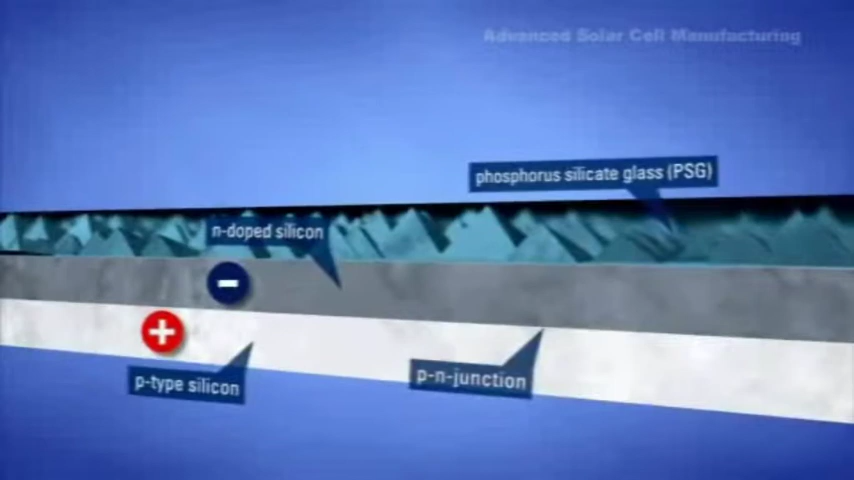 Advanced Solar Cell Manufacturing
phosphorus silicate glass (PSG)
n-doped silicon
p-type silicon
p-n-junction